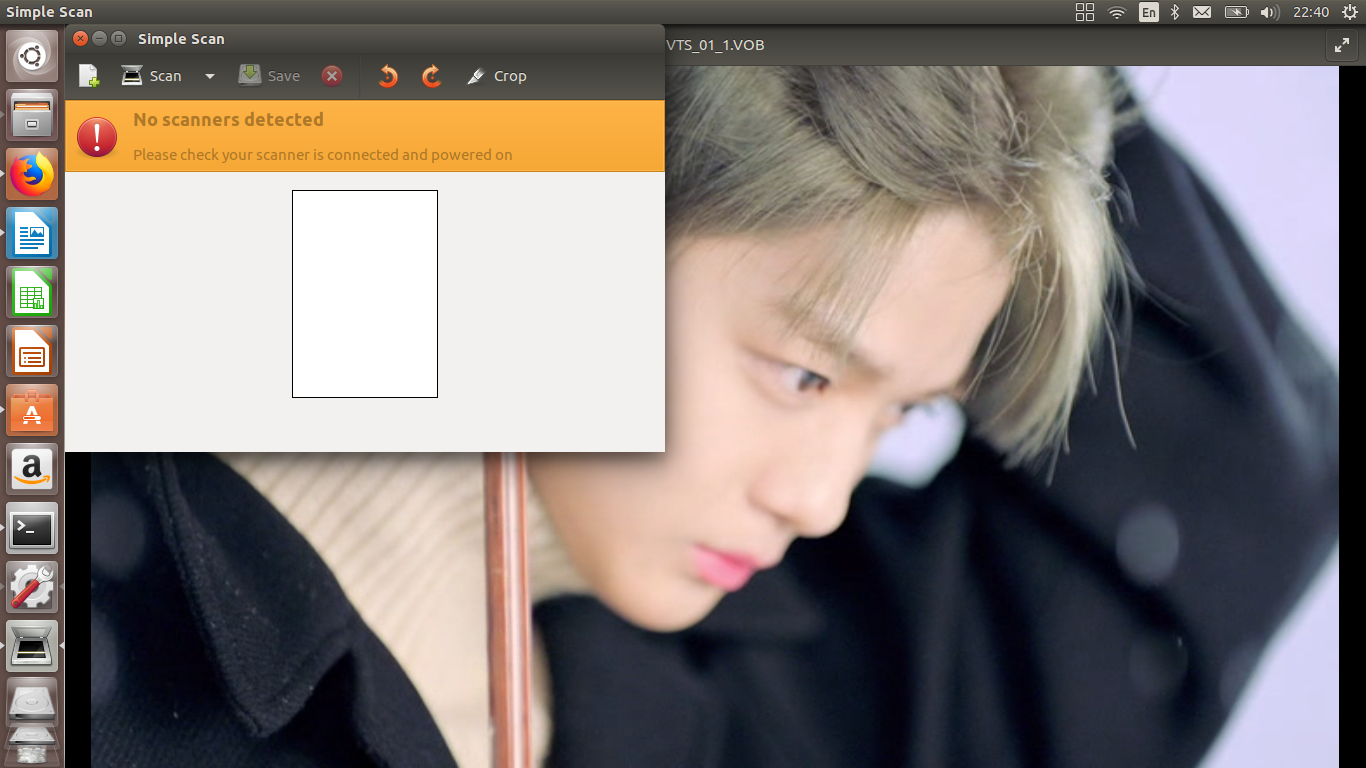 Simple Scan
En
22:40
Simple Scan
VTS_01_1.VOB
Scan
Save
Crop
No scanners detected
Please check your scanner is connected and powered on